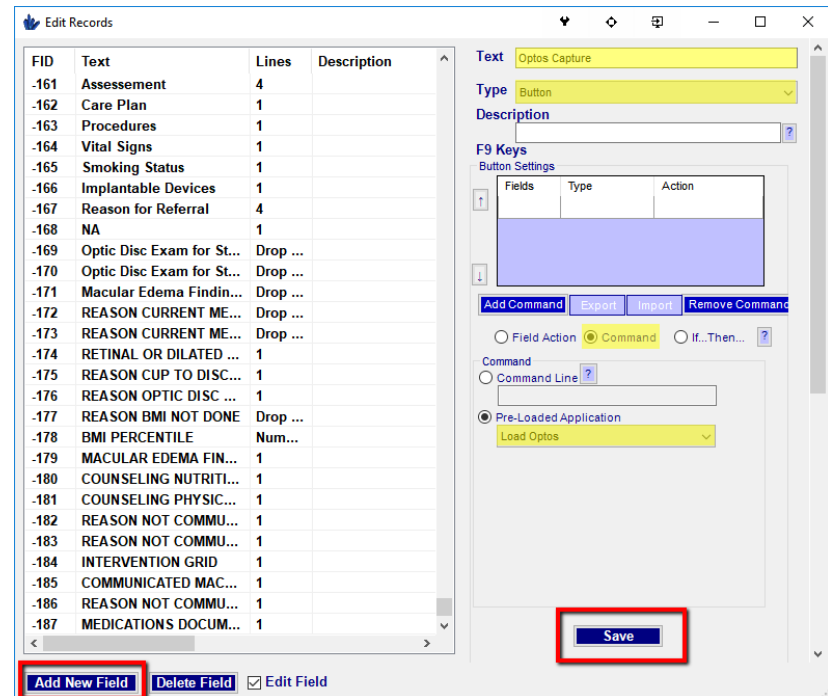 Edit Records
FID Text Lines Description
-161 Assessement 4
-162 Care Plan 1
-163 Procedures 1
-164 Vital Signs 1
-165 Smoking Status 1
-166 Implantable Devices 1
-167 Reason for Referral 4
-168 NA 1
-169 Optic Disc Exam for St... Drop ...
-170 Optic Disc Exam for St... Drop ...
-171 Macular Edema Findin... Drop ...
-172 REASON CURRENT ME... Drop ...
-173 REASON CURRENT ME... Drop ...
-174 RETINAL OR DILATED ... 1
-175 REASON CUP TO DISC... 1
-176 REASON OPTIC DISC ... 1
-177 REASON BMI NOT DONE Drop ...
-178 BMI PERCENTILE Num...
-179 MACULAR EDEMA FIN... 1
-180 COUNSELING NUTRITI... 1
-181 COUNSELING PHYSIC... 1
-182 REASON NOT COMMU... 1
-183 REASON NOT COMMU... 1
-184 INTERVENTION GRID 1
-185 COMMUNICATED MAC... 1
-186 REASON NOT COMMU... 1
-187 MEDICATIONS DOCUM... 1
Add New Field Delete Field Edit Field
Text Optos Capture
Type Button
Description
?
F9 Keys
Button Settings
Fields Type Action
↑
↓
Add Command Export Import Remove Command
Field Action Command If...Then... ?
Command
Command Line ?
Pre-Loaded Application
Load Optos
Save